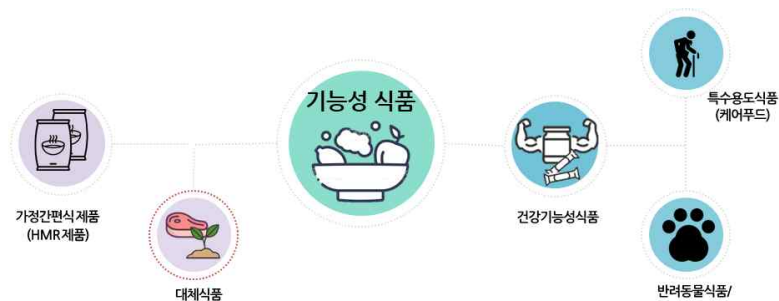 기능성 식품
특수용도식품
(케어푸드)
가정간편식 제품
(HMR 제품)
건강기능성식품
대체식품
반려동물식품/